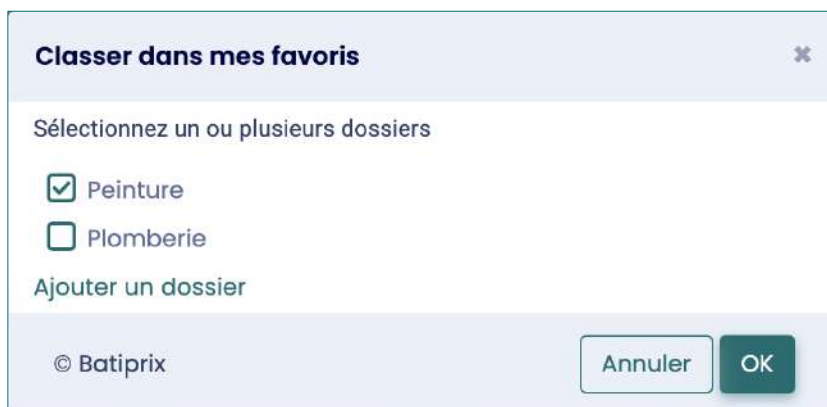 Classer dans mes favoris
Sélectionnez un ou plusieurs dossiers
Peinture
Plomberie
Ajouter un dossier
© Batiprix
Annuler
OK